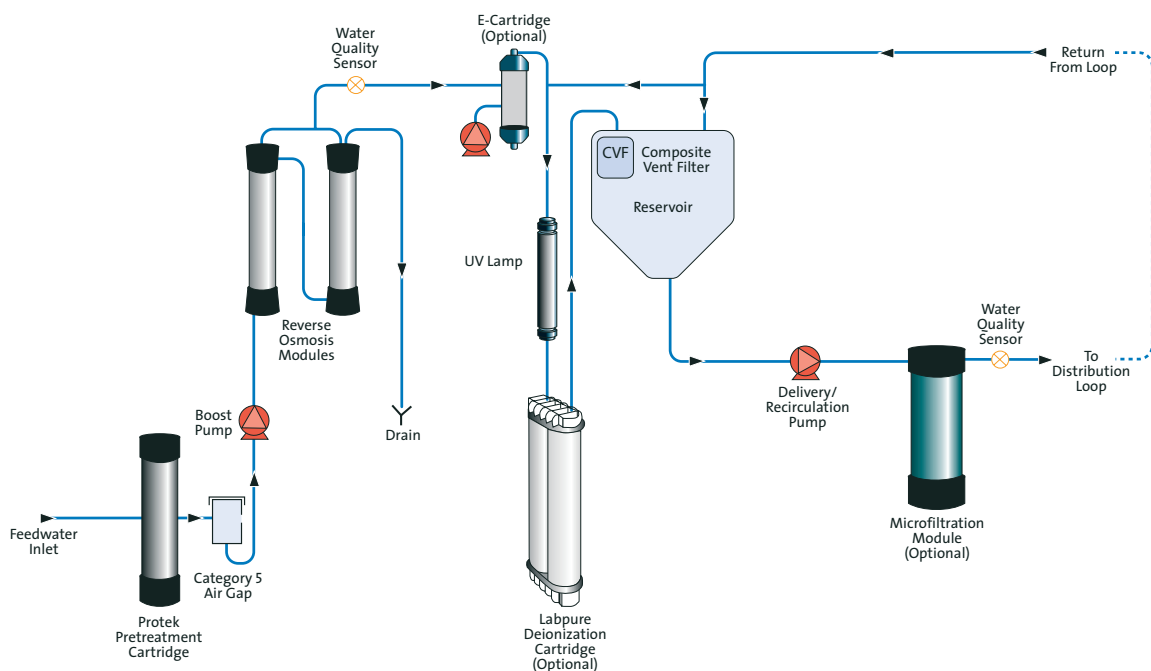 E-Cartridge
(Optional)
Water
Quality
Sensor
Return
From Loop
CVF
Composite
Vent Filter
Reservoir
UV Lamp
Reverse
Osmosis
Modules
Water
Quality
Sensor
To
Distribution
Loop
Delivery/
Recirculation
Pump
Boost
Pump
Drain
Feedwater
Inlet
Microfiltration
Module
(Optional)
Category 5
Air Gap
Protek
Pretreatment
Cartridge
Labpure
Deionization
Cartridge
(Optional)